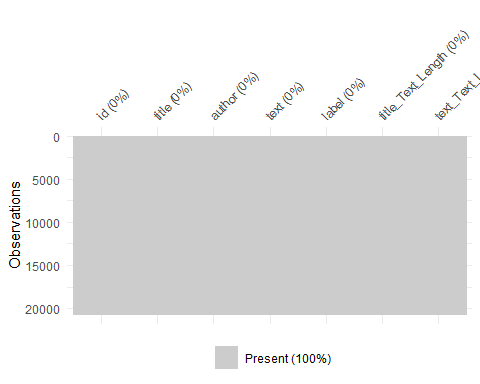 id (0%)
title (0%)
author (0%)
text (0%)
label (0%)
title_Text_Length (0%)
text_Text_L
Observations
0
5000
10000
15000
20000
Present (100%)